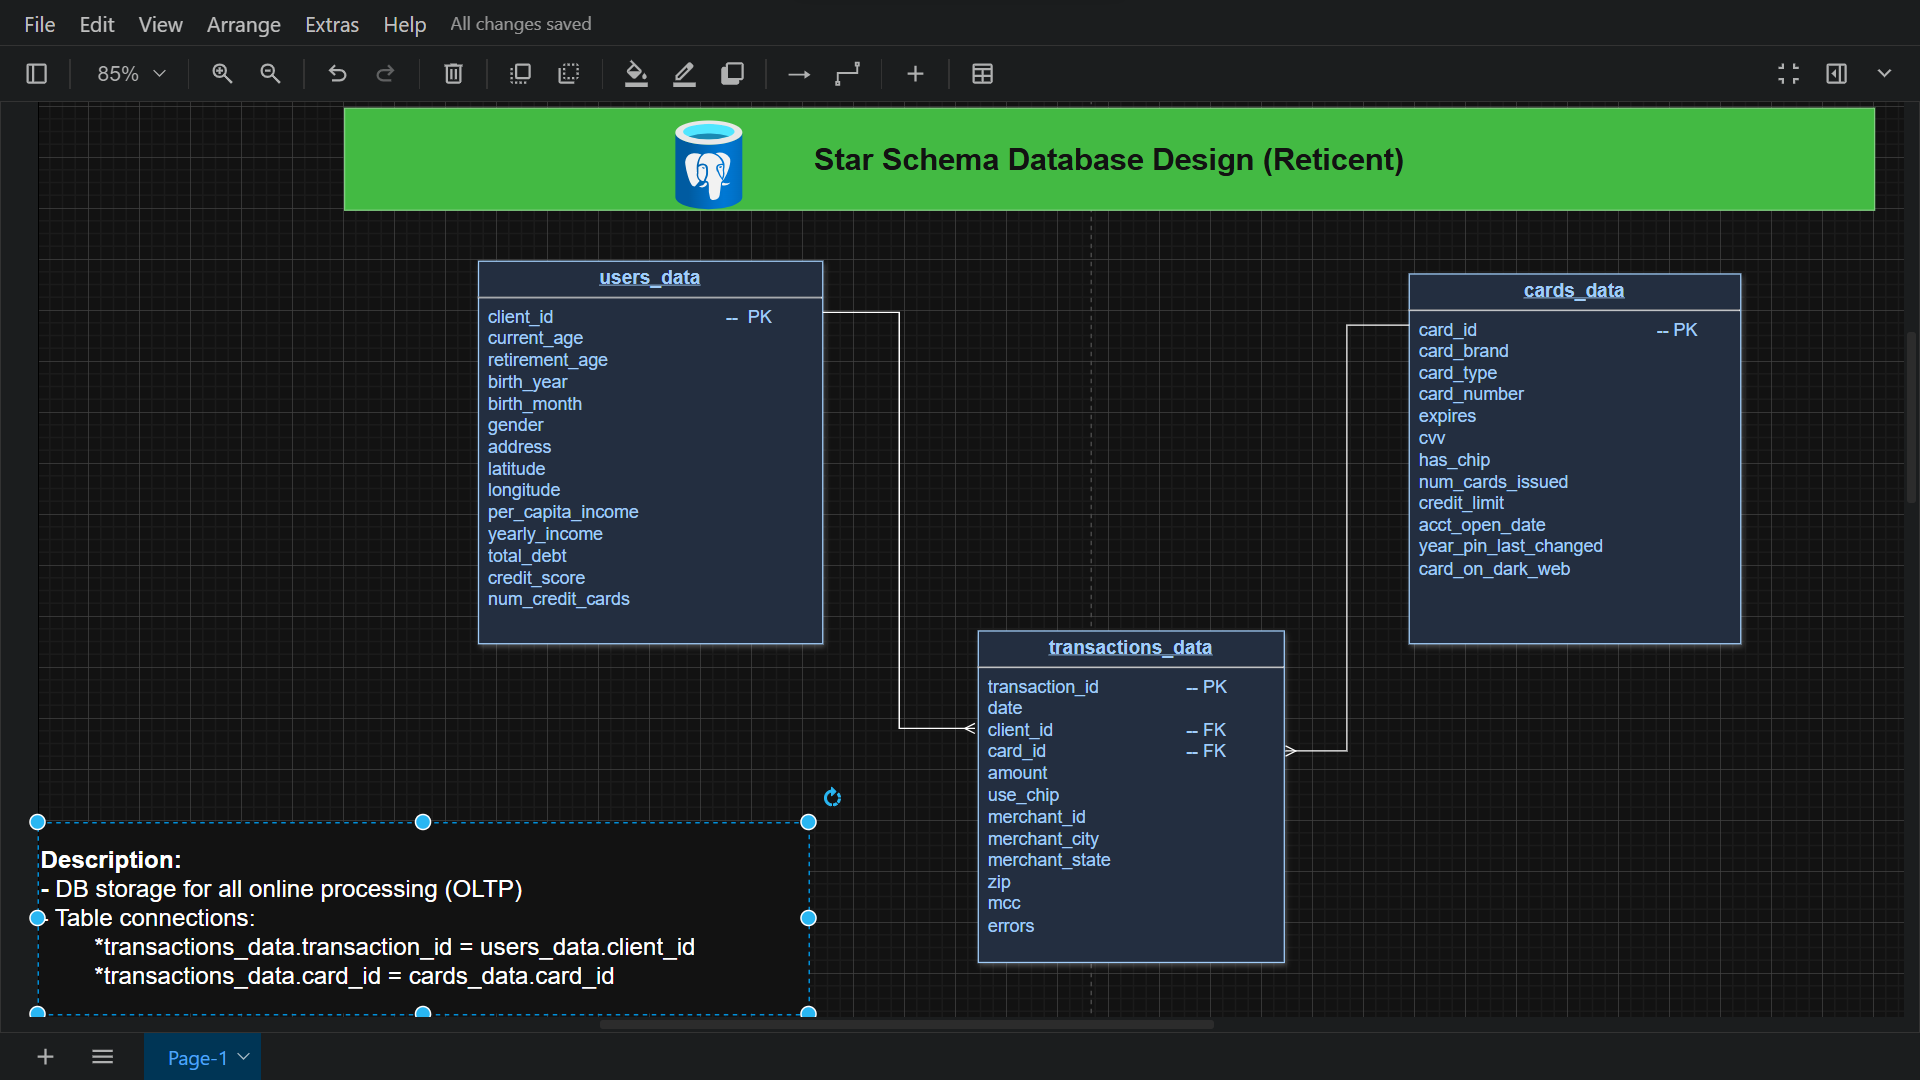 File Edit View Arrange Extras Help All changes saved
85%
Star Schema Database Design (Reticent)
users_data
client_id -- PK
current_age
retirement_age
birth_year
birth_month
gender
address
latitude
longitude
per_capita_income
yearly_income
total_debt
credit_score
num_credit_cards
cards_data
card_id -- PK
card_brand
card_type
card_number
expires
cvv
has_chip
num_cards_issued
credit_limit
acct_open_date
year_pin_last_changed
card_on_dark_web
transactions_data
transaction_id -- PK
date
client_id -- FK
card_id -- FK
amount
use_chip
merchant_id
merchant_city
merchant_state
zip
mcc
errors
Description:
- DB storage for all online processing (OLTP)
- Table connections:
*transactions_data.transaction_id = users_data.client_id
*transactions_data.card_id = cards_data.card_id
Page-1